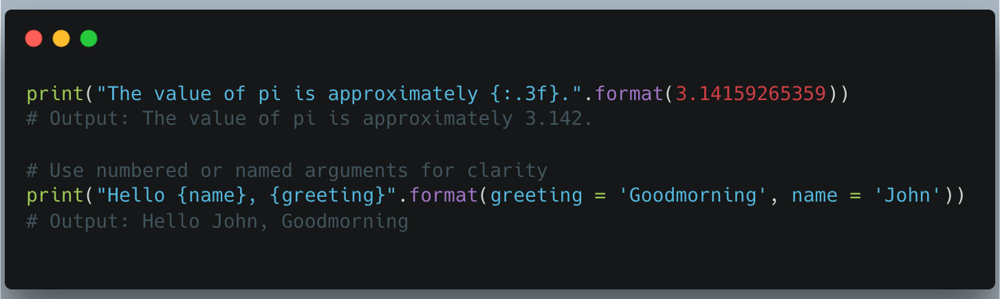 print("The value of pi is approximately {:.3f}.".format(3.14159265359))
# Output: The value of pi is approximately 3.142.
# Use numbered or named arguments for clarity
print("Hello {name}, {greeting}".format(greeting = 'Goodmorning', name = 'John'))
# Output: Hello John, Goodmorning